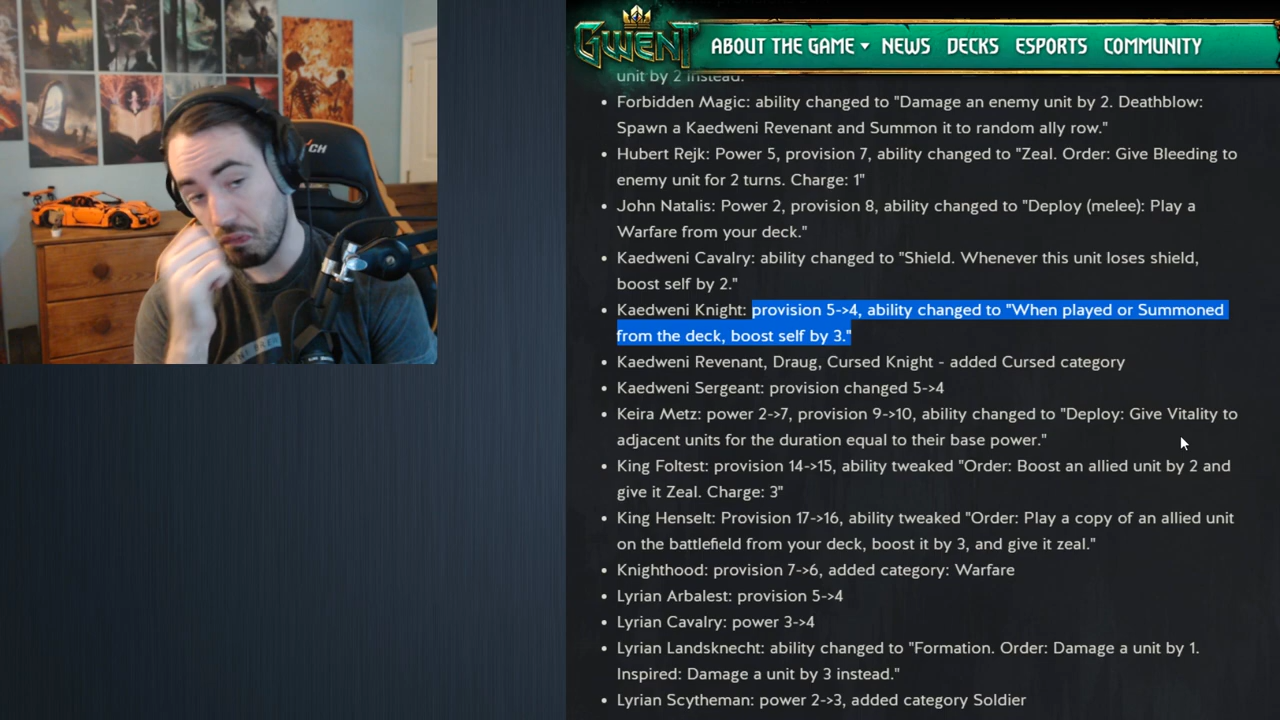 GWENT
ABOUT THE GAME NEWS DECKS ESPORTS COMMUNITY
unit by 2 instead.
• Forbidden Magic: ability changed to "Damage an enemy unit by 2. Deathblow:
Spawn a Kaedweni Revenant and Summon it to random ally row."
• Hubert Rejk: Power 5, provision 7, ability changed to "Zeal. Order: Give Bleeding to
enemy unit for 2 turns. Charge: 1"
• John Natalis: Power 2, provision 8, ability changed to "Deploy (melee): Play a
Warfare from your deck."
• Kaedweni Cavalry: ability changed to "Shield. Whenever this unit loses shield,
boost self by 2."
• Kaedweni Knight: provision 5->4, ability changed to "When played or Summoned
from the deck, boost self by 3."
• Kaedweni Revenant, Draug, Cursed Knight - added Cursed category
• Kaedweni Sergeant: provision changed 5->4
• Keira Metz: power 2->7, provision 9->10, ability changed to "Deploy: Give Vitality to
adjacent units for the duration equal to their base power."
• King Foltest: provision 14->15, ability tweaked "Order: Boost an allied unit by 2 and
give it Zeal. Charge: 3"
• King Henselt: Provision 17->16, ability tweaked "Order: Play a copy of an allied unit
on the battlefield from your deck, boost it by 3, and give it zeal."
• Knighthood: provision 7->6, added category: Warfare
• Lyrian Arbalest: provision 5->4
• Lyrian Cavalry: power 3->4
• Lyrian Landsknecht: ability changed to "Formation. Order: Damage a unit by 1.
Inspired: Damage a unit by 3 instead."
• Lyrian Scytheman: power 2->3, added category Soldier